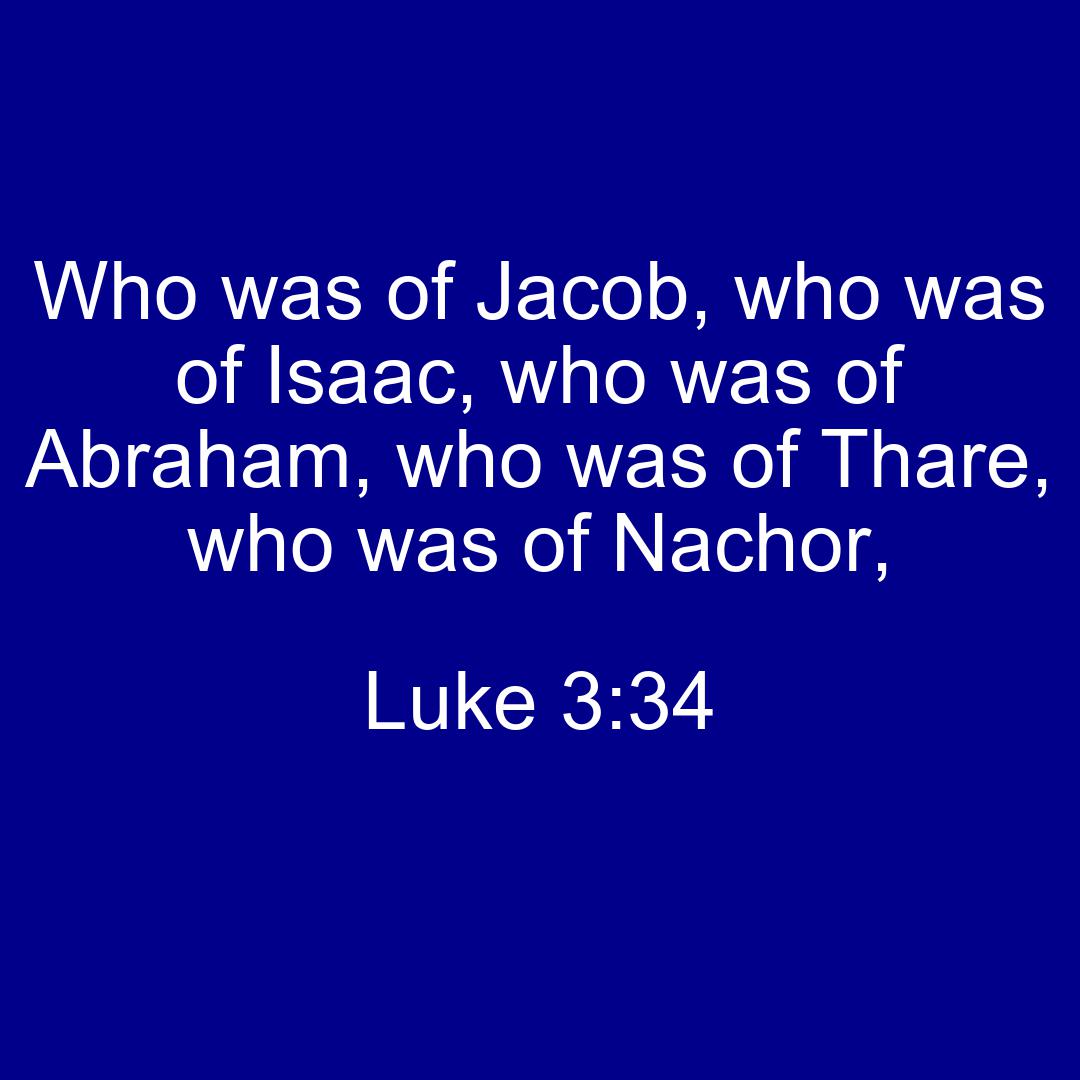 Who was of Jacob, who was
of Isaac, who was of
Abraham, who was of Thare,
who was of Nachor,
Luke 3:34